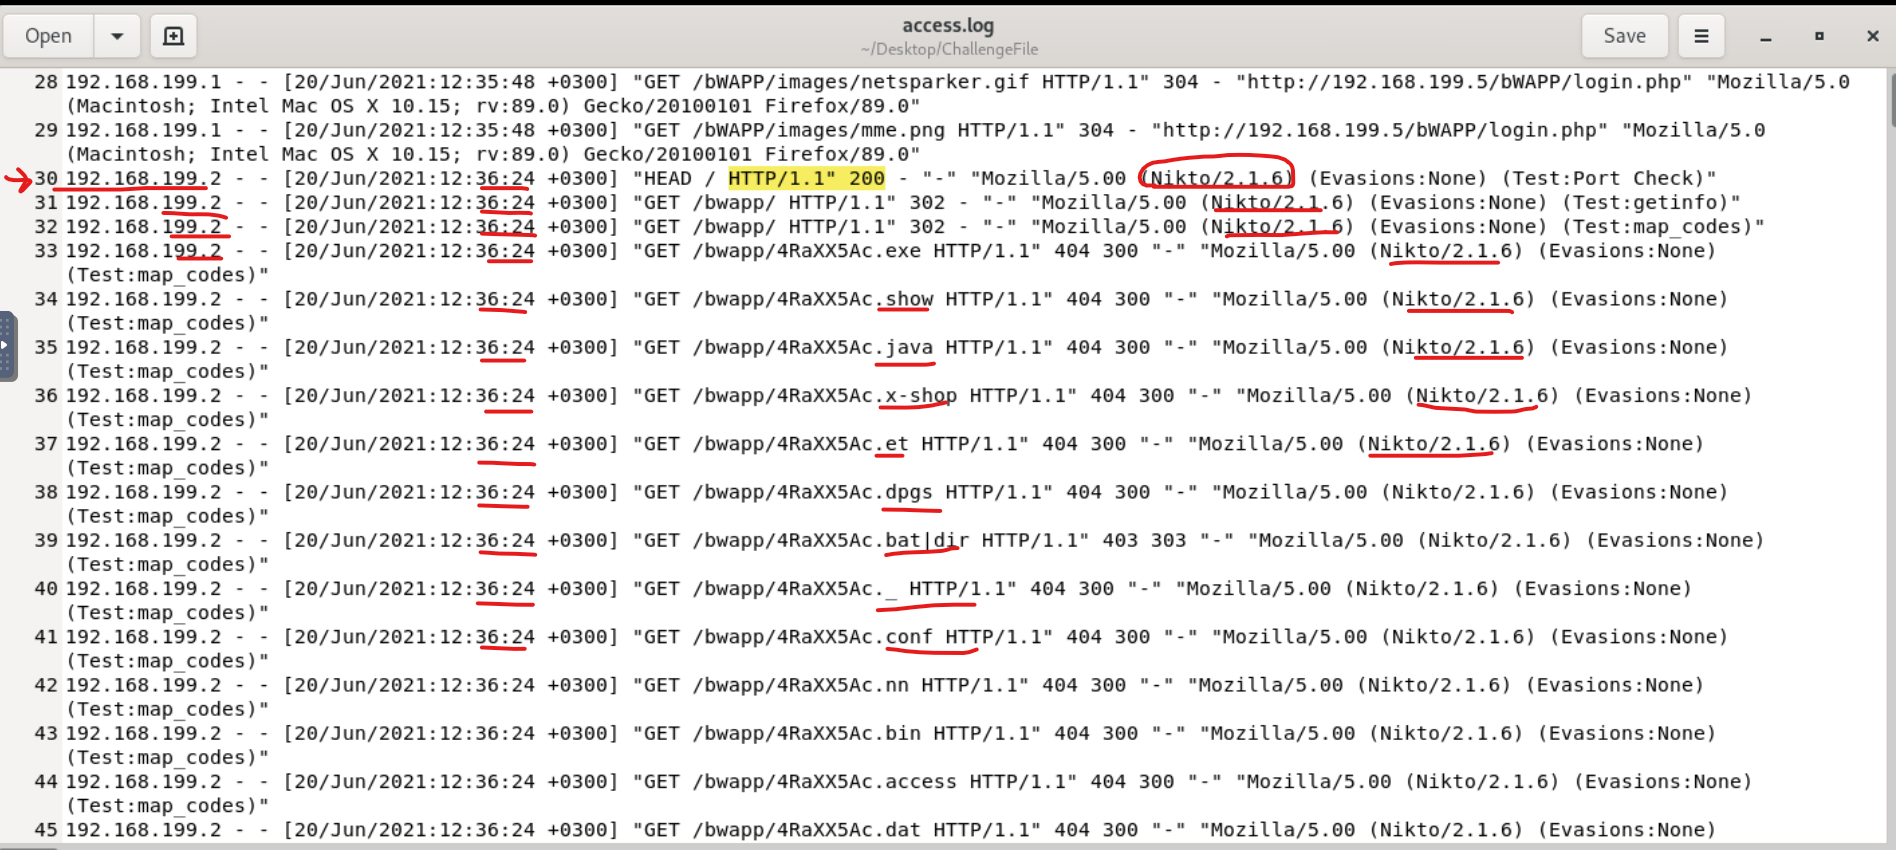 Open
access.log
~/Desktop/ChallengeFile
Save
28 192.168.199.1 - - [20/Jun/2021:12:35:48 +0300] "GET /bWAPP/images/netsparker.gif HTTP/1.1" 304 - "http://192.168.199.5/bWAPP/login.php" "Mozilla/5.0
(Macintosh; Intel Mac OS X 10.15; rv:89.0) Gecko/20100101 Firefox/89.0"
29 192.168.199.1 - - [20/Jun/2021:12:35:48 +0300] "GET /bWAPP/images/mme.png HTTP/1.1" 304 - "http://192.168.199.5/bWAPP/login.php" "Mozilla/5.0
(Macintosh; Intel Mac OS X 10.15; rv:89.0) Gecko/20100101 Firefox/89.0"
30 192.168.199.2 - - [20/Jun/2021:12:36:24 +0300] "HEAD / HTTP/1.1" 200 - "-" "Mozilla/5.00 (Nikto/2.1.6) (Evasions:None) (Test:Port Check)"
31 192.168.199.2 - - [20/Jun/2021:12:36:24 +0300] "GET /bwapp/ HTTP/1.1" 302 - "-" "Mozilla/5.00 (Nikto/2.1.6) (Evasions:None) (Test:getinfo)"
32 192.168.199.2 - - [20/Jun/2021:12:36:24 +0300] "GET /bwapp/ HTTP/1.1" 302 - "-" "Mozilla/5.00 (Nikto/2.1.6) (Evasions:None) (Test:map_codes)"
33 192.168.199.2 - - [20/Jun/2021:12:36:24 +0300] "GET /bwapp/4RaXX5Ac.exe HTTP/1.1" 404 300 "-" "Mozilla/5.00 (Nikto/2.1.6) (Evasions:None)
(Test:map_codes)"
34 192.168.199.2 - - [20/Jun/2021:12:36:24 +0300] "GET /bwapp/4RaXX5Ac.show HTTP/1.1" 404 300 "-" "Mozilla/5.00 (Nikto/2.1.6) (Evasions:None)
(Test:map_codes)"
35 192.168.199.2 - - [20/Jun/2021:12:36:24 +0300] "GET /bwapp/4RaXX5Ac.java HTTP/1.1" 404 300 "-" "Mozilla/5.00 (Nikto/2.1.6) (Evasions:None)
(Test:map_codes)"
36 192.168.199.2 - - [20/Jun/2021:12:36:24 +0300] "GET /bwapp/4RaXX5Ac.x-shop HTTP/1.1" 404 300 "-" "Mozilla/5.00 (Nikto/2.1.6) (Evasions:None)
(Test:map_codes)"
37 192.168.199.2 - - [20/Jun/2021:12:36:24 +0300] "GET /bwapp/4RaXX5Ac.et HTTP/1.1" 404 300 "-" "Mozilla/5.00 (Nikto/2.1.6) (Evasions:None)
(Test:map_codes)"
38 192.168.199.2 - - [20/Jun/2021:12:36:24 +0300] "GET /bwapp/4RaXX5Ac.dpgs HTTP/1.1" 404 300 "-" "Mozilla/5.00 (Nikto/2.1.6) (Evasions:None)
(Test:map_codes)"
39 192.168.199.2 - - [20/Jun/2021:12:36:24 +0300] "GET /bwapp/4RaXX5Ac.bat|dir HTTP/1.1" 403 303 "-" "Mozilla/5.00 (Nikto/2.1.6) (Evasions:None)
(Test:map_codes)"
40 192.168.199.2 - - [20/Jun/2021:12:36:24 +0300] "GET /bwapp/4RaXX5Ac._ HTTP/1.1" 404 300 "-" "Mozilla/5.00 (Nikto/2.1.6) (Evasions:None)
(Test:map_codes)"
41 192.168.199.2 - - [20/Jun/2021:12:36:24 +0300] "GET /bwapp/4RaXX5Ac.conf HTTP/1.1" 404 300 "-" "Mozilla/5.00 (Nikto/2.1.6) (Evasions:None)
(Test:map_codes)"
42 192.168.199.2 - - [20/Jun/2021:12:36:24 +0300] "GET /bwapp/4RaXX5Ac.nn HTTP/1.1" 404 300 "-" "Mozilla/5.00 (Nikto/2.1.6) (Evasions:None)
(Test:map_codes)"
43 192.168.199.2 - - [20/Jun/2021:12:36:24 +0300] "GET /bwapp/4RaXX5Ac.bin HTTP/1.1" 404 300 "-" "Mozilla/5.00 (Nikto/2.1.6) (Evasions:None)
(Test:map_codes)"
44 192.168.199.2 - - [20/Jun/2021:12:36:24 +0300] "GET /bwapp/4RaXX5Ac.access HTTP/1.1" 404 300 "-" "Mozilla/5.00 (Nikto/2.1.6) (Evasions:None)
(Test:map_codes)"
45 192.168.199.2 - - [20/Jun/2021:12:36:24 +0300] "GET /bwapp/4RaXX5Ac.dat HTTP/1.1" 404 300 "-" "Mozilla/5.00 (Nikto/2.1.6) (Evasions:None)